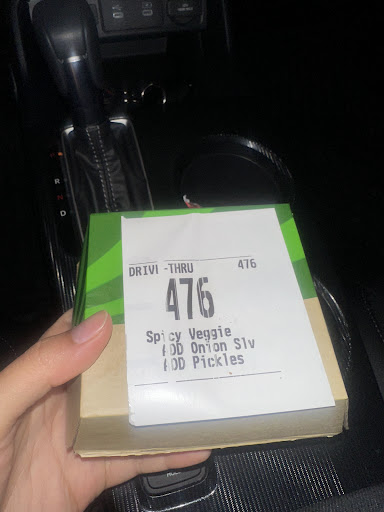 DRIVE-THRU 476
476
Spicy Veggie
ADD Onion Slv
ADD Pickles
R
N
D